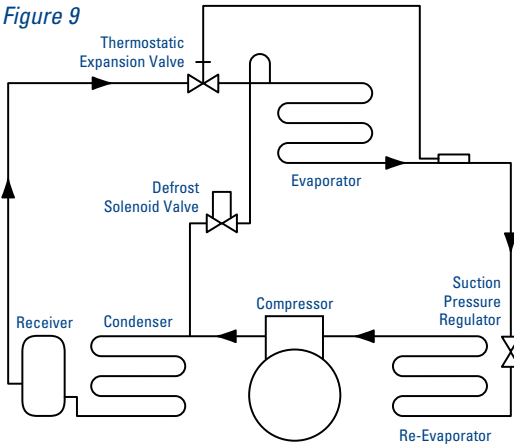 Figure 9
Thermostatic
Expansion Valve
Defrost
Solenoid Valve
Evaporator
Suction
Pressure
Regulator
Compressor
Receiver
Condenser
Re-Evaporator